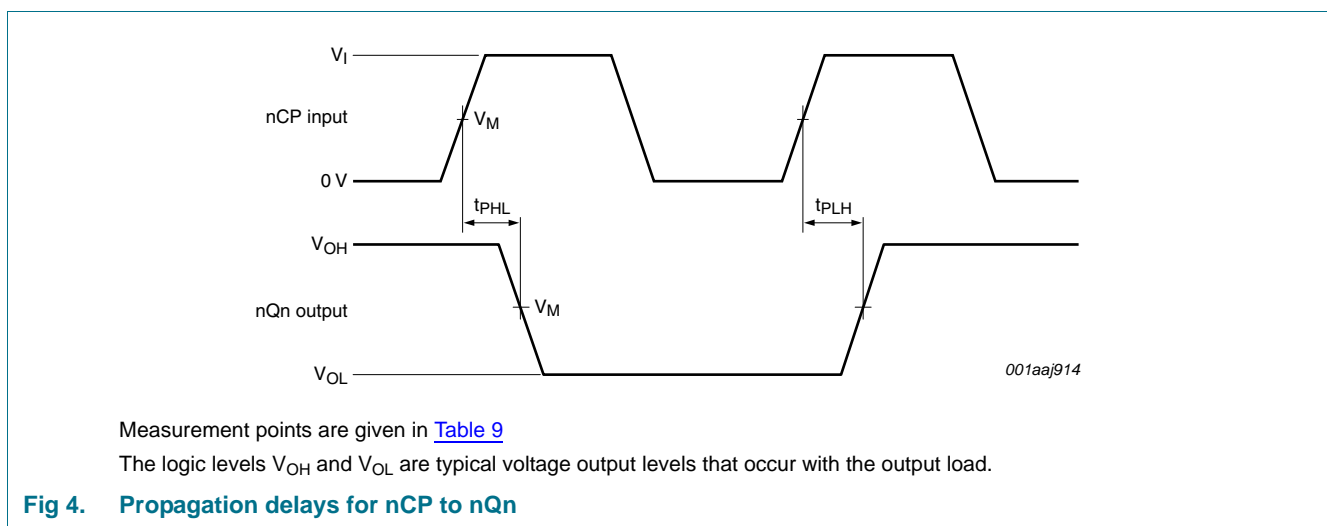 VI
nCP input
VM
0 V
tPHL
tPLH
VOH
nQn output
VM
VOL
001aaj914
Measurement points are given in Table 9
The logic levels VOH and VOL are typical voltage output levels that occur with the output load.
Fig 4. Propagation delays for nCP to nQn